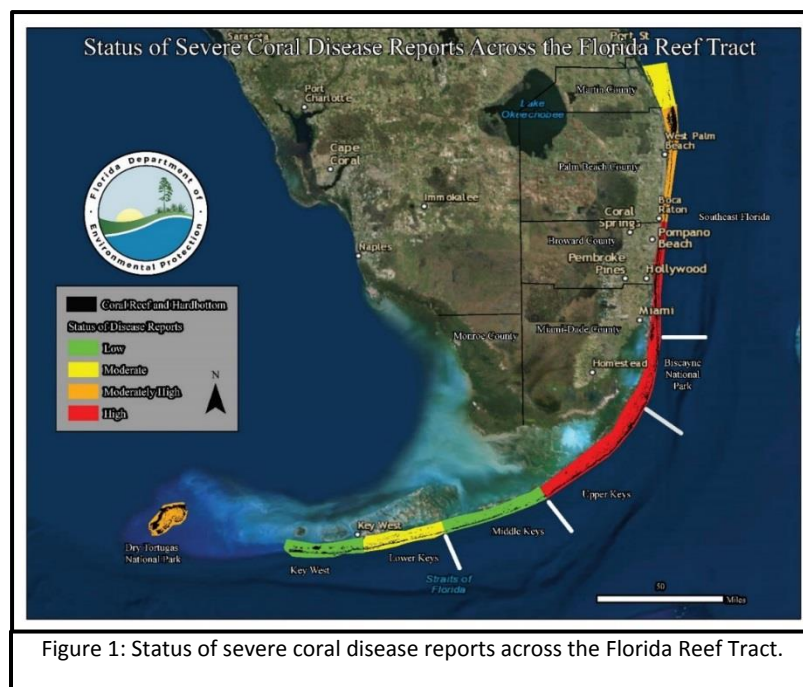 Sarasota
Port St
Status of Severe Coral Disease Reports Across the Florida Reef Tract
Martin County
Port
Charlotte
Lake
Okeechobee
West Palm
Beach
Cape
Coral
Palm Beach County
Florida Department of
Environmental Protection
Immokalee
Boca
Raton
Coral
Springs
Southeast Florida
Broward County
Pompano
Beach
Naples
Pembroke
Pines
Hollywood
Coral Reef and Hardbottom
Status of Disease Reports
Low
Moderate
Moderately High
High
N
Miami
Monroe
County
Miami-Dade County
Homestead
Biscayne
National
Park
Upper Keys
Middle Keys
Key West
Lower Keys
Dry Tortugas
National Park
Key West
Straits of
Florida
50
Miles
Figure 1: Status of severe coral disease reports across the Florida Reef Tract.